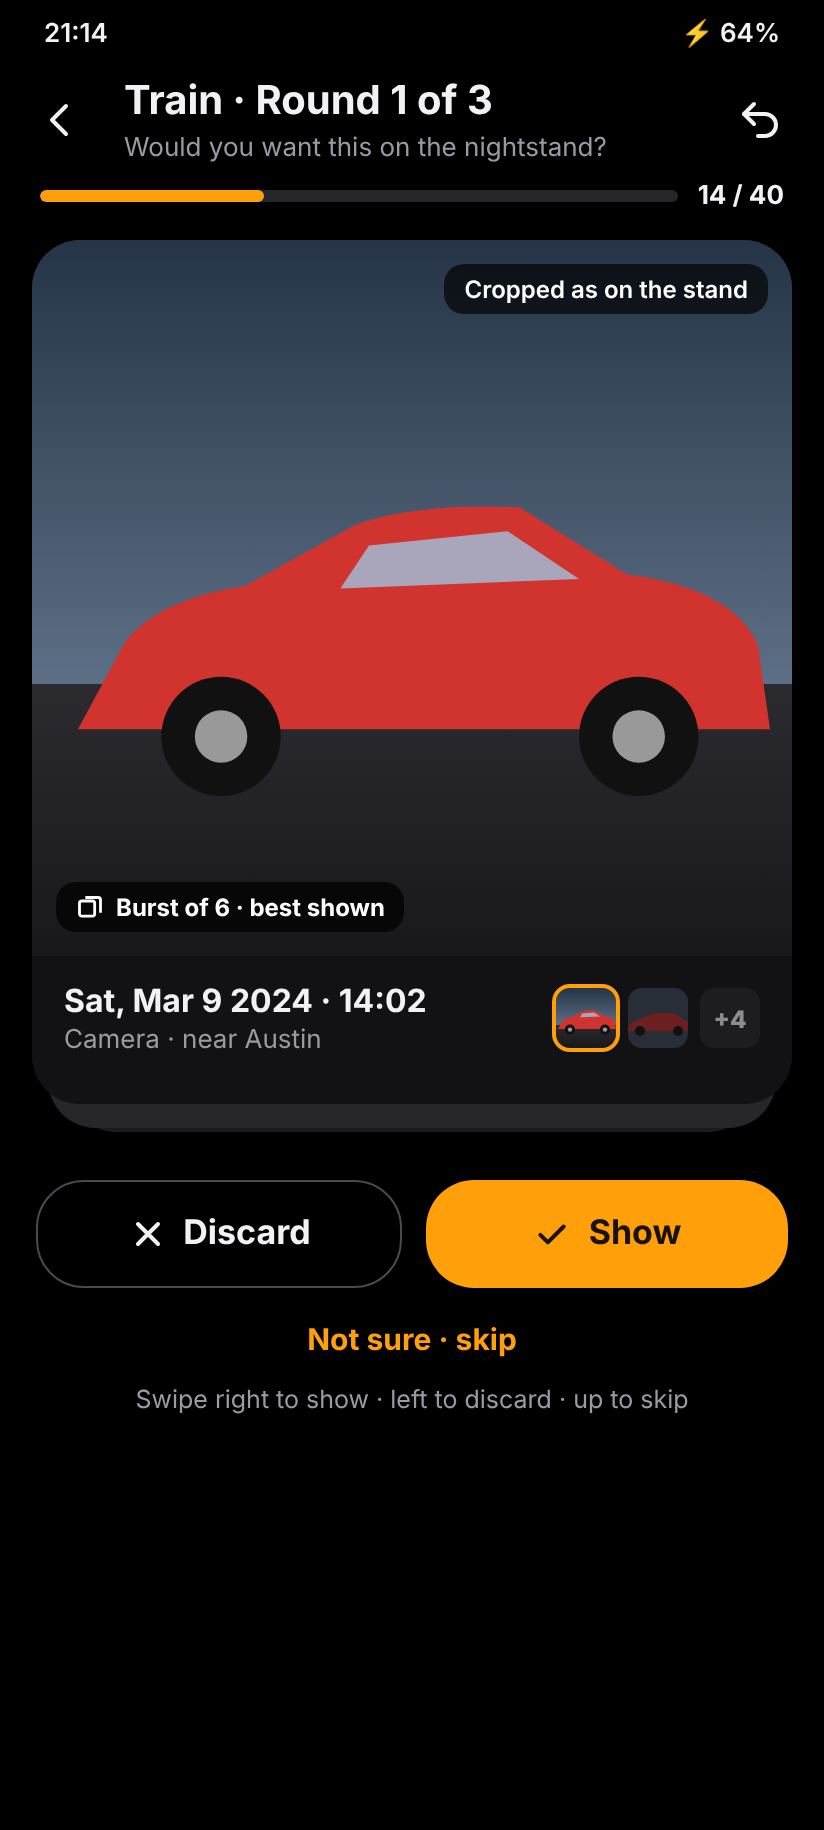 21:14
⚡ 64%
Train · Round 1 of 3
Would you want this on the nightstand?
14 / 40
Cropped as on the stand
Burst of 6 · best shown
Sat, Mar 9 2024 · 14:02
Camera · near Austin
+4
Discard
Show
Not sure · skip
Swipe right to show · left to discard · up to skip